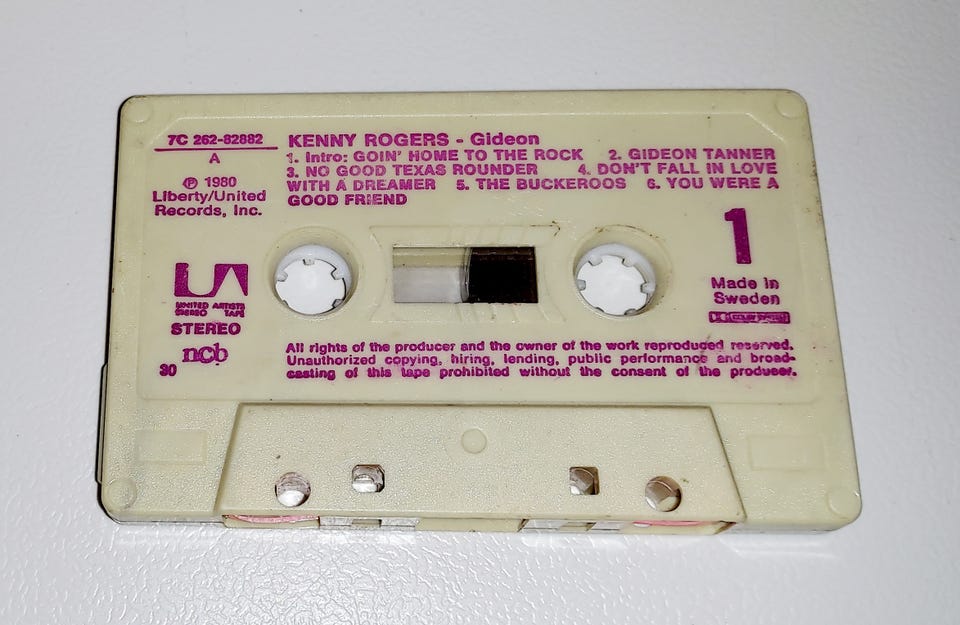 7C 262-82882
A
Ⓟ 1980
Liberty/United
Records, Inc.
KENNY ROGERS - Gideon
1. Intro: GOIN' HOME TO THE ROCK 2. GIDEON TANNER
3. NO GOOD TEXAS ROUNDER 4. DON'T FALL IN LOVE
WITH A DREAMER 5. THE BUCKEROOS 6. YOU WERE A
GOOD FRIEND
UA
UNITED ARTISTS
STEREO TAPE
STEREO
ncb
30
1
Made in
Sweden
DOLBY SYSTEM
All rights of the producer and the owner of the work reproduced reserved.
Unauthorized copying, hiring, lending, public performance and broad-
casting of this tape prohibited without the consent of the producer.